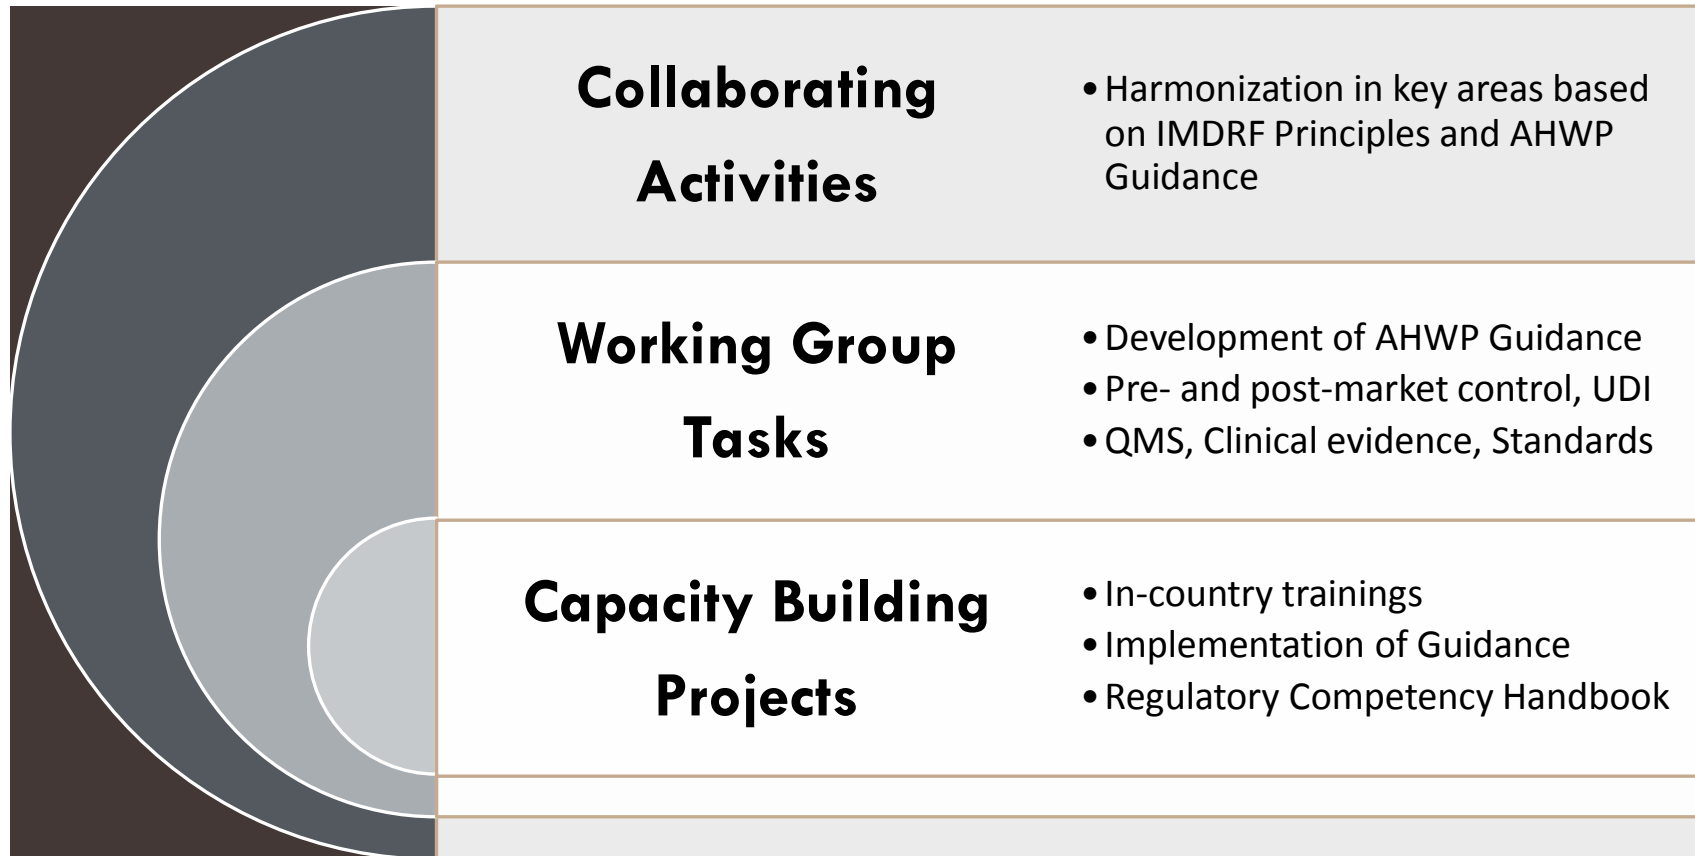 Collaborating
Activities
• Harmonization in key areas based
on IMDRF Principles and AHWP
Guidance
Working Group
Tasks
• Development of AHWP Guidance
• Pre- and post-market control, UDI
• QMS, Clinical evidence, Standards
Capacity Building
Projects
• In-country trainings
• Implementation of Guidance
• Regulatory Competency Handbook